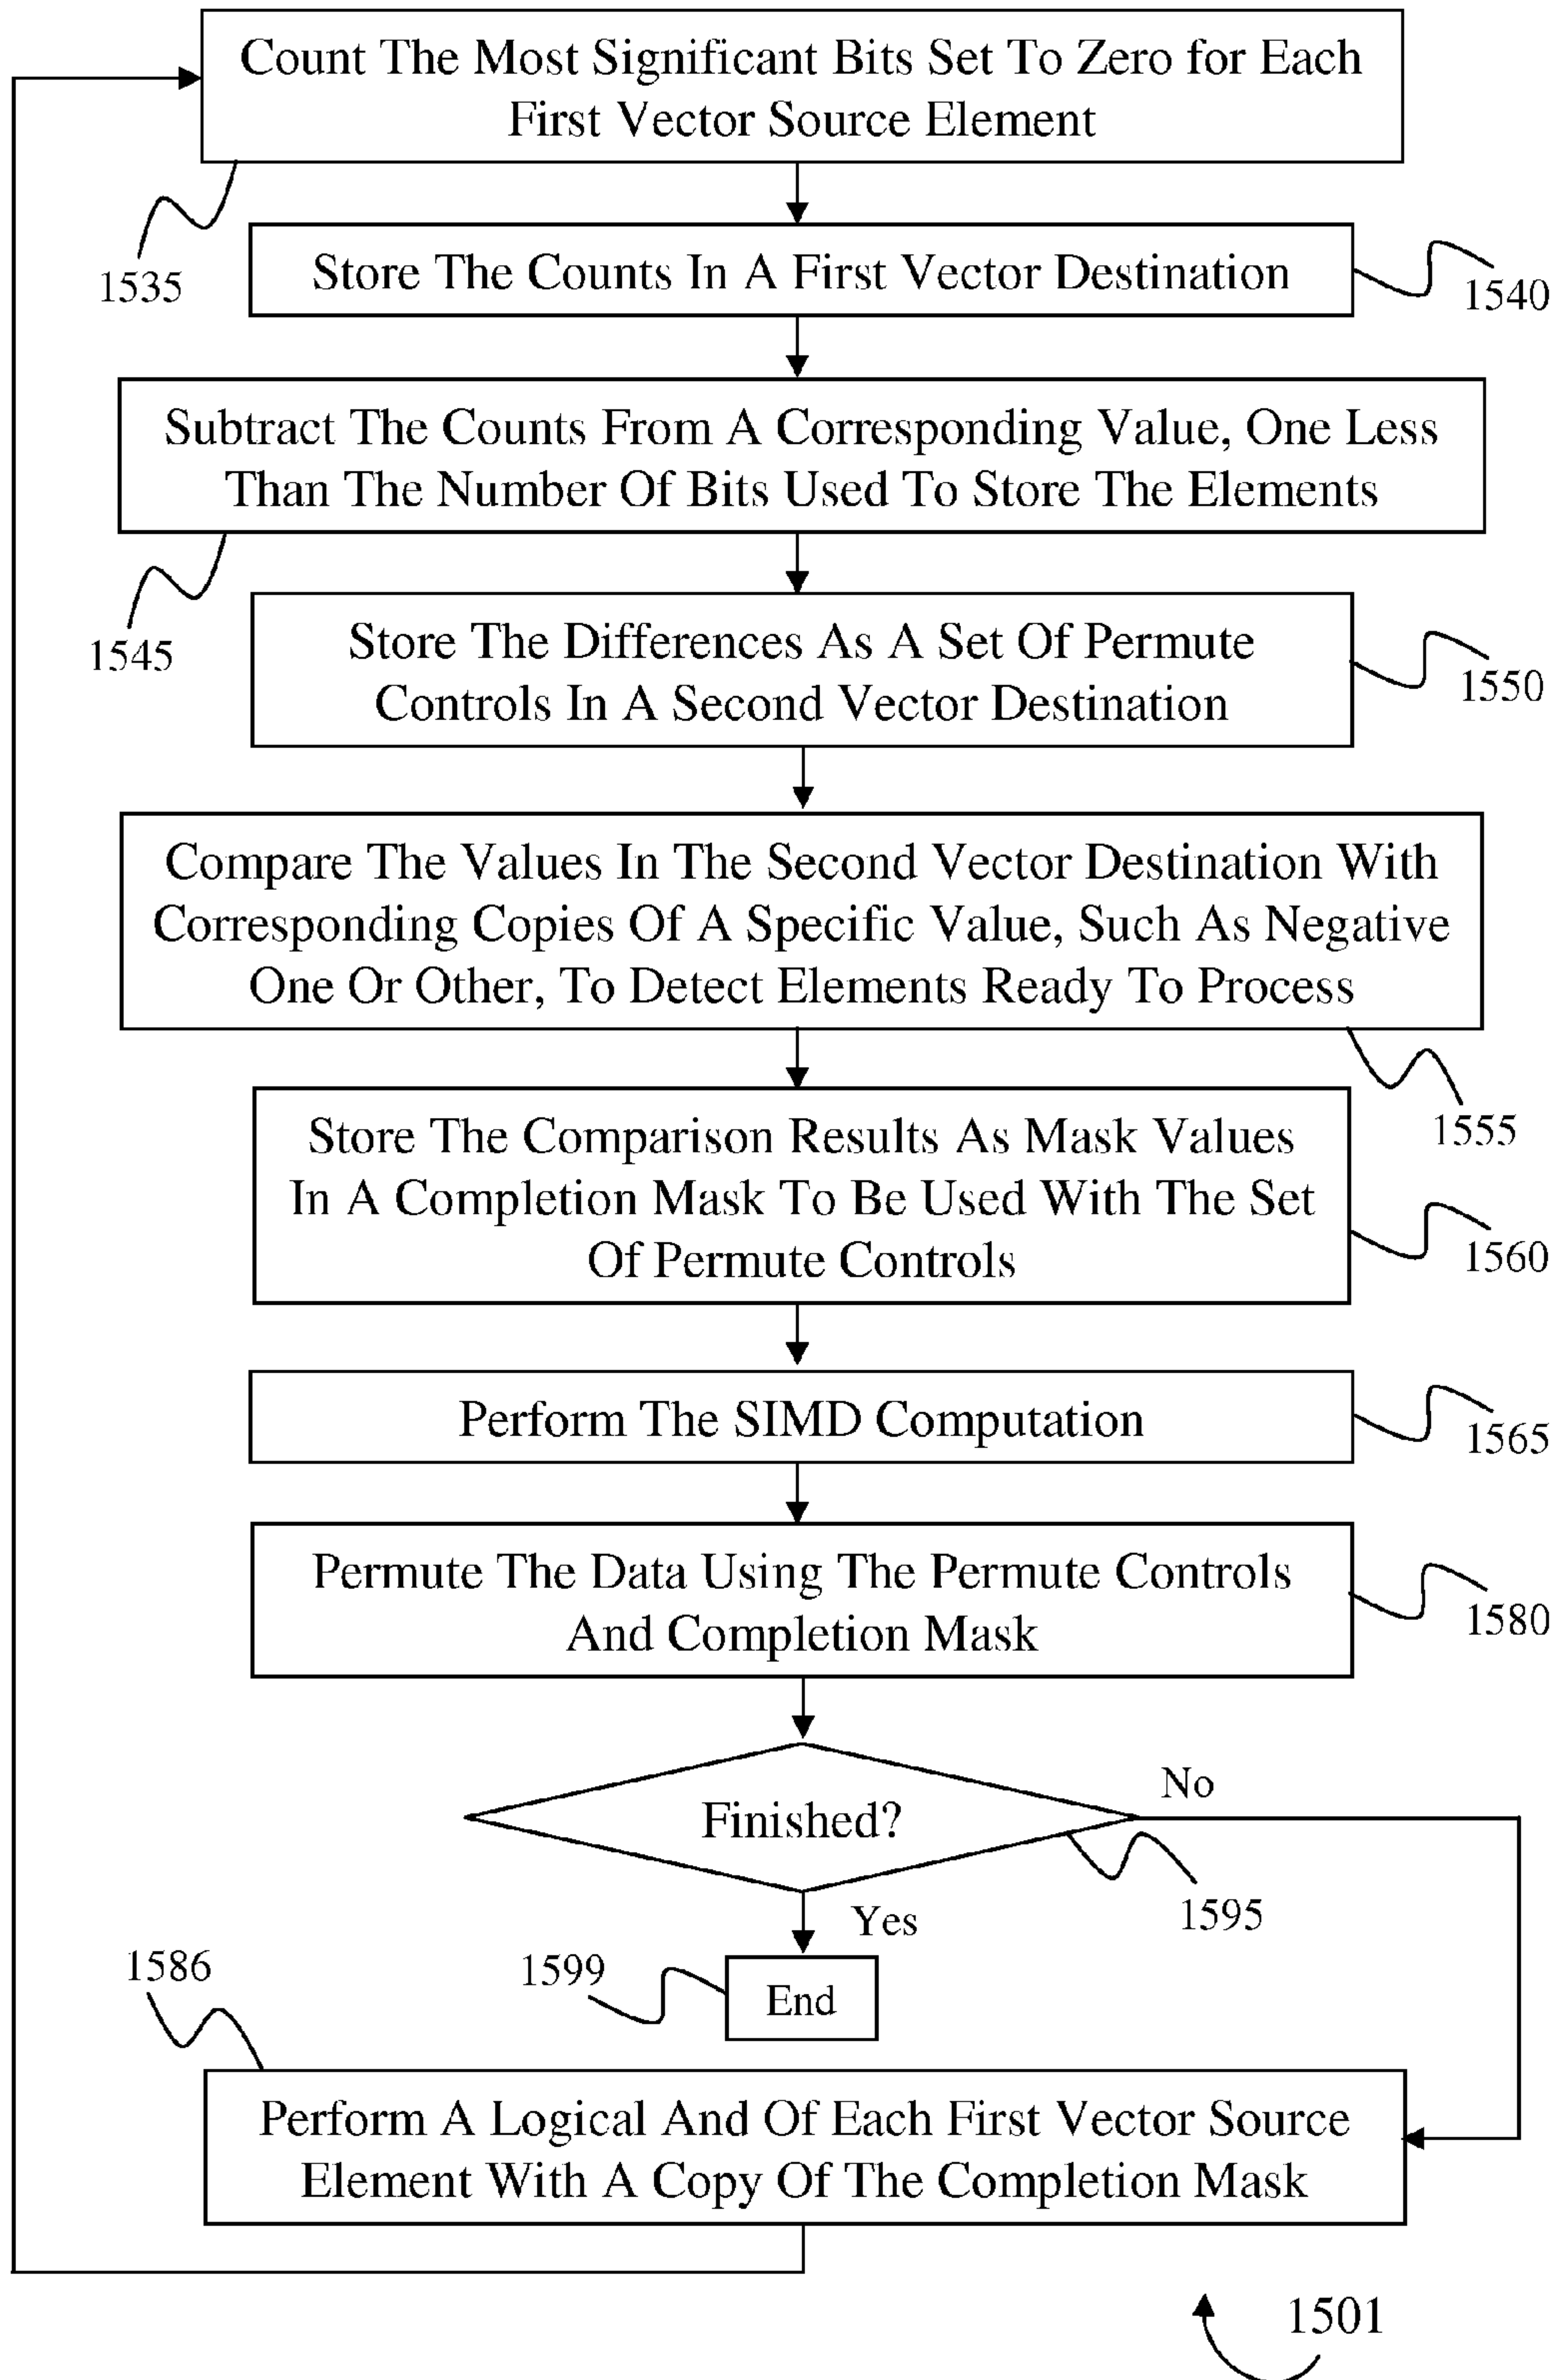 Count The Most Significant Bits Set To Zero for Each
First Vector Source Element
1535
Store The Counts In A First Vector Destination
1540
Subtract The Counts From A Corresponding Value, One Less
Than The Number Of Bits Used To Store The Elements
1545
Store The Differences As A Set Of Permute
Controls In A Second Vector Destination
1550
Compare The Values In The Second Vector Destination With
Corresponding Copies Of A Specific Value, Such As Negative
One Or Other, To Detect Elements Ready To Process
1555
Store The Comparison Results As Mask Values
In A Completion Mask To Be Used With The Set
Of Permute Controls
1560
Perform The SIMD Computation
1565
Permute The Data Using The Permute Controls
And Completion Mask
1580
Finished?
No
1595
Yes
1599
End
1586
Perform A Logical And Of Each First Vector Source
Element With A Copy Of The Completion Mask
1501